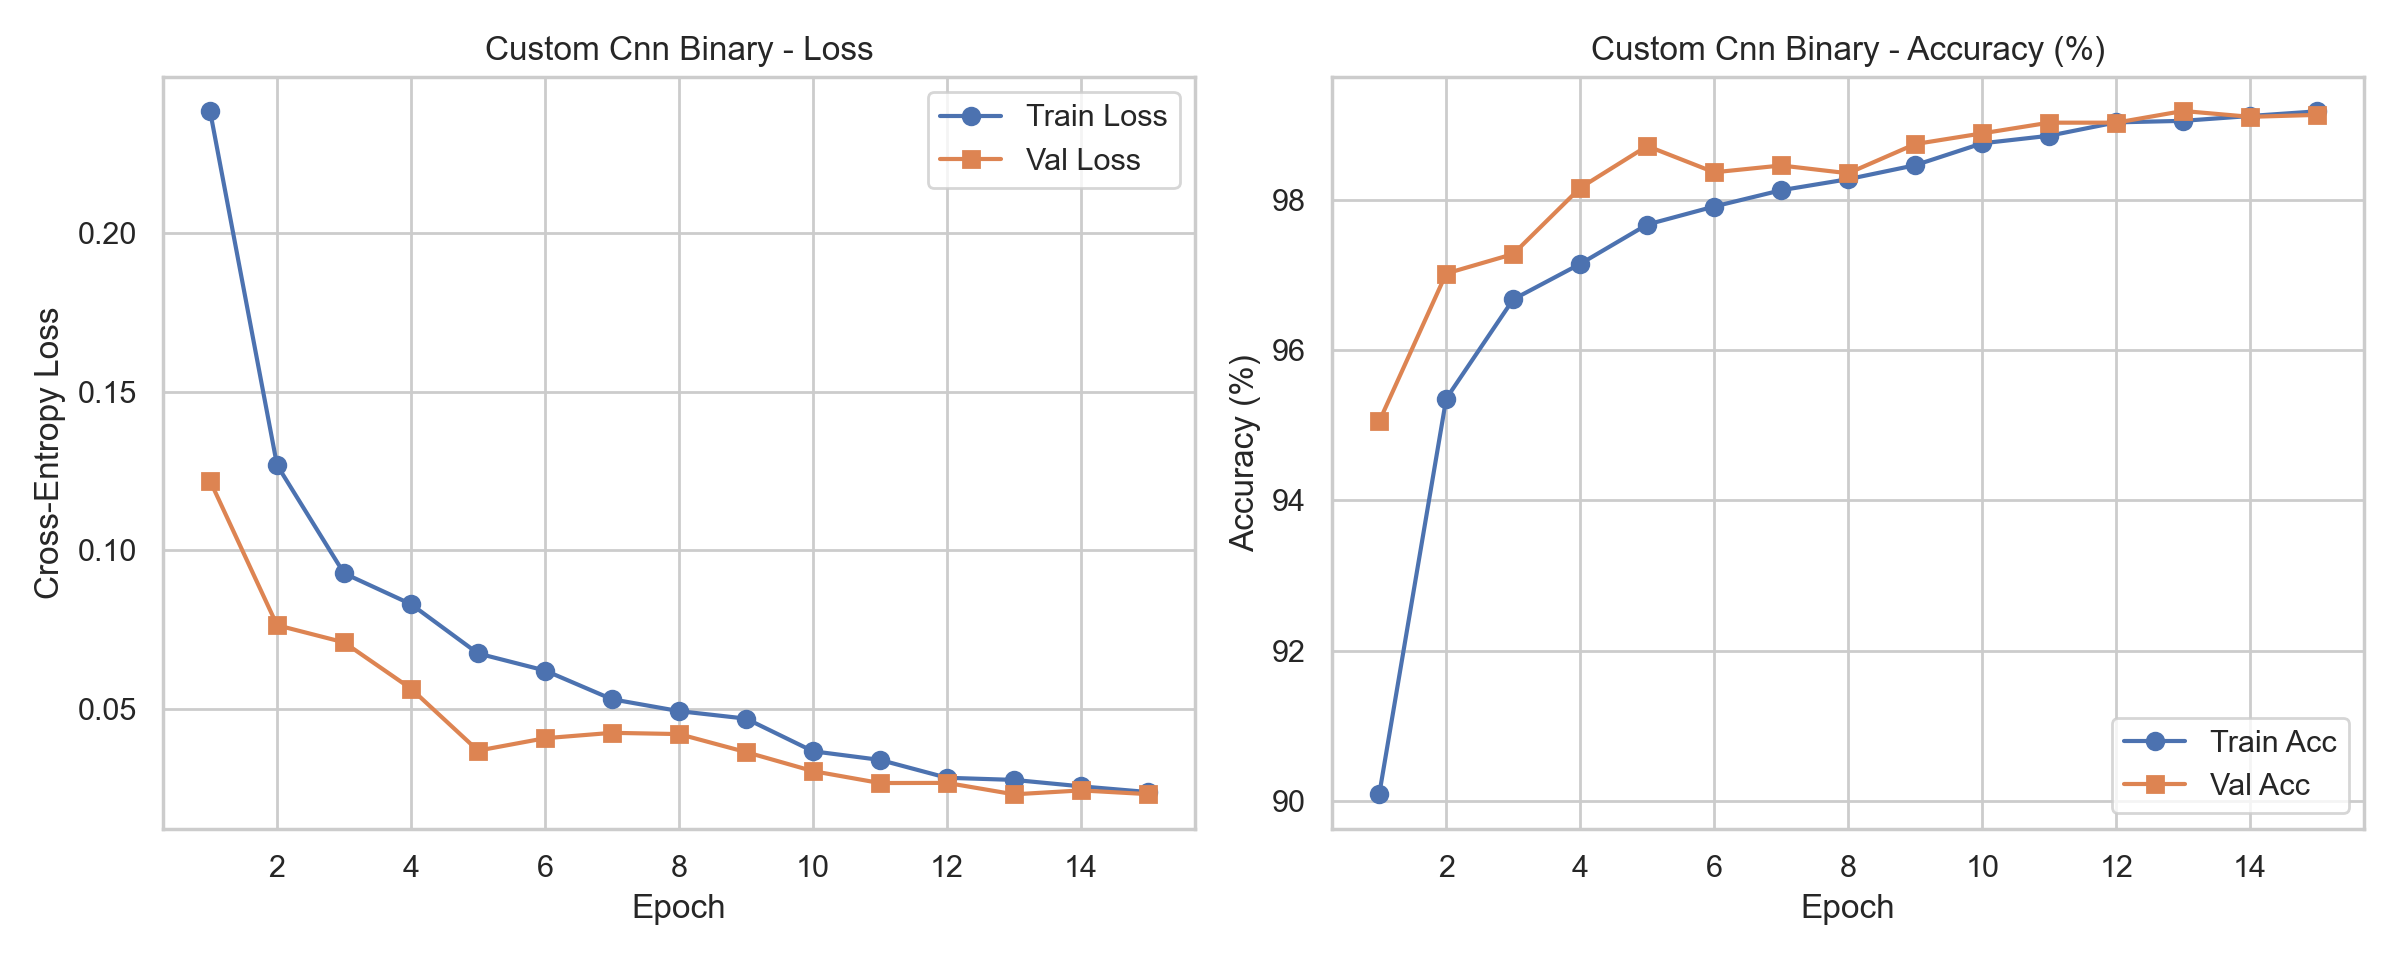 Custom Cnn Binary - Loss
Train Loss
Val Loss
0.20
0.15
0.10
0.05
Cross-Entropy Loss
2 4 6 8 10 12 14
Epoch
Custom Cnn Binary - Accuracy (%)
98
96
94
92
90
Accuracy (%)
Train Acc
Val Acc
2 4 6 8 10 12 14
Epoch